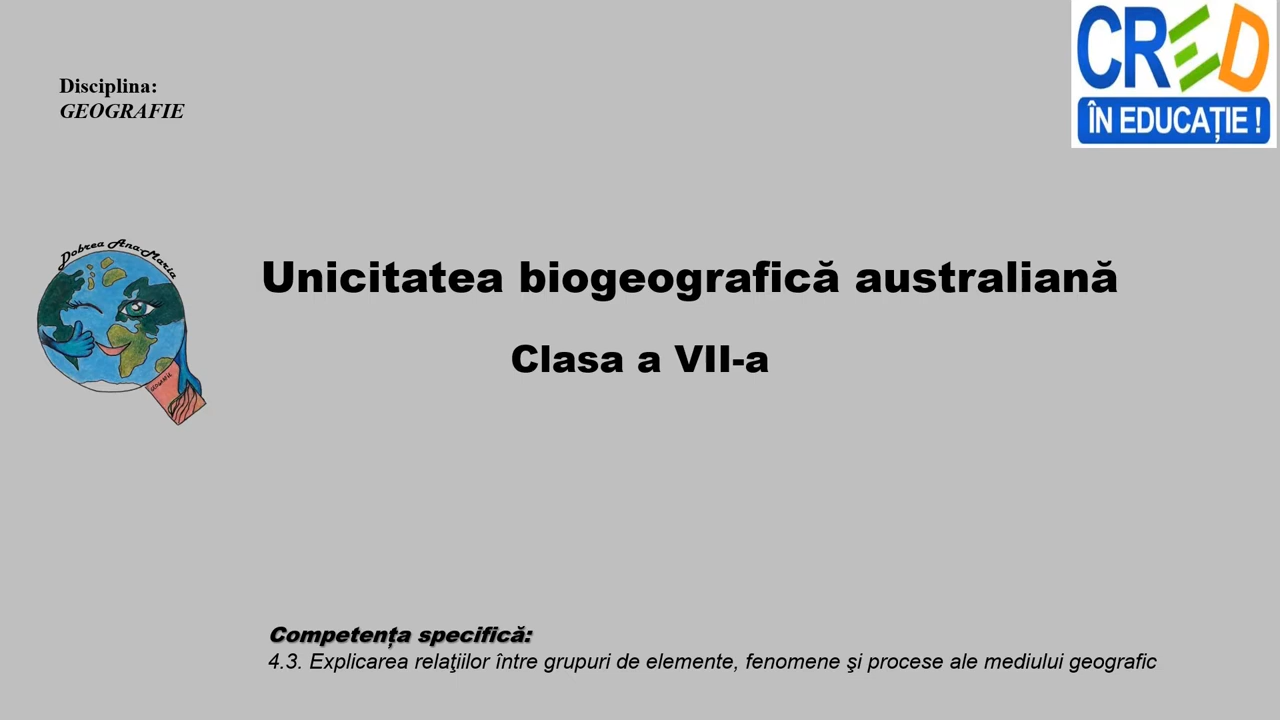 Disciplina:
GEOGRAFIE
CRED
ÎN EDUCAȚIE !
Dobrea Ana-Maria
Unicitatea biogeografică australiană
Clasa a VII-a
Competența specifică:
4.3. Explicarea relaţiilor între grupuri de elemente, fenomene şi procese ale mediului geografic